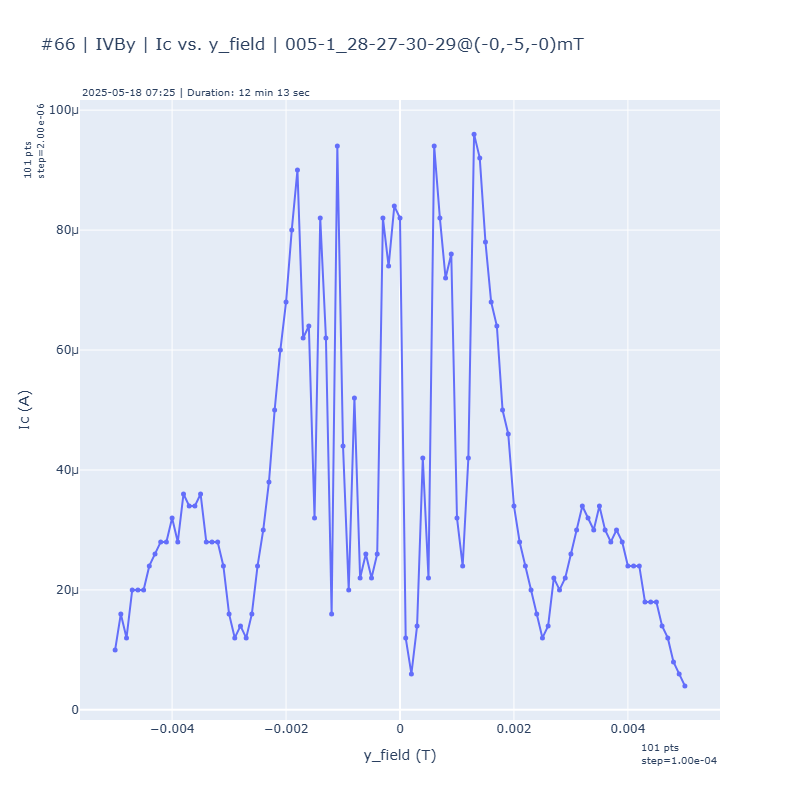 #66 | IVBy | Ic vs. y_field | 005-1_28-27-30-29@(-0,-5,-0)mT
2025-05-18 07:25 | Duration: 12 min 13 sec
101 pts
step=2.00e-06
100μ
80μ
60μ
40μ
20μ
0
Ic (A)
−0.004
−0.002
0
0.002
0.004
y_field (T)
101 pts
step=1.00e-04